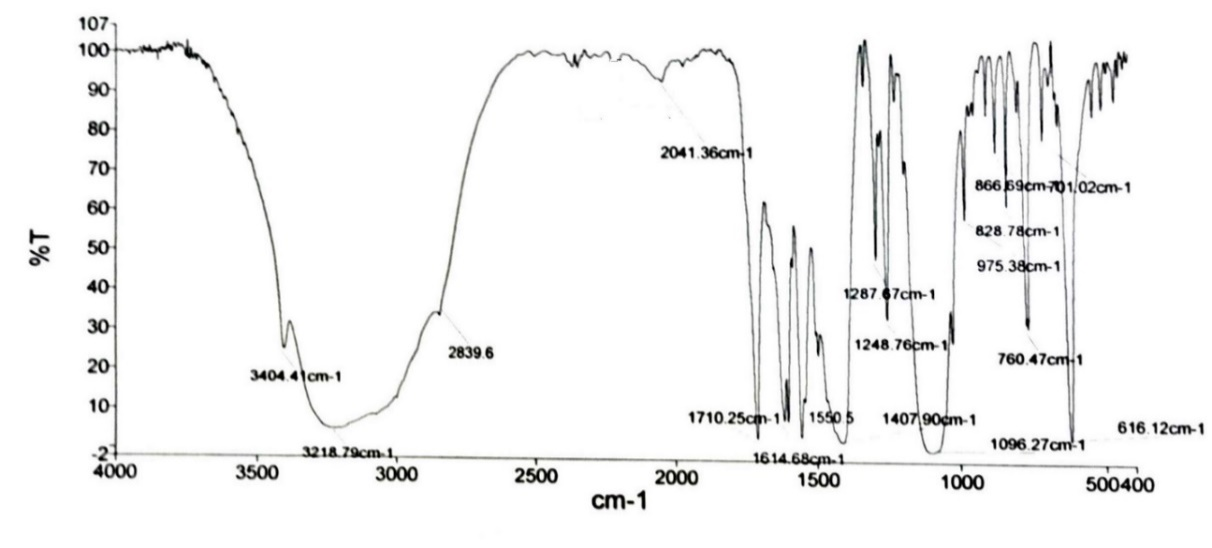 107
100
90
80
70
60
50
40
30
20
10
-2
%T
4000
3500
3000
2500
2000
1500
1000
500400
cm-1
2041.36cm-1
866.69cm-1
701.02cm-1
828.78cm-1
975.38cm-1
1287.67cm-1
1248.76cm-1
2839.6
760.47cm-1
3404.41cm-1
1710.25cm-1
1550.5
1407.90cm-1
616.12cm-1
1096.27cm-1
3218.79cm-1
1614.68cm-1